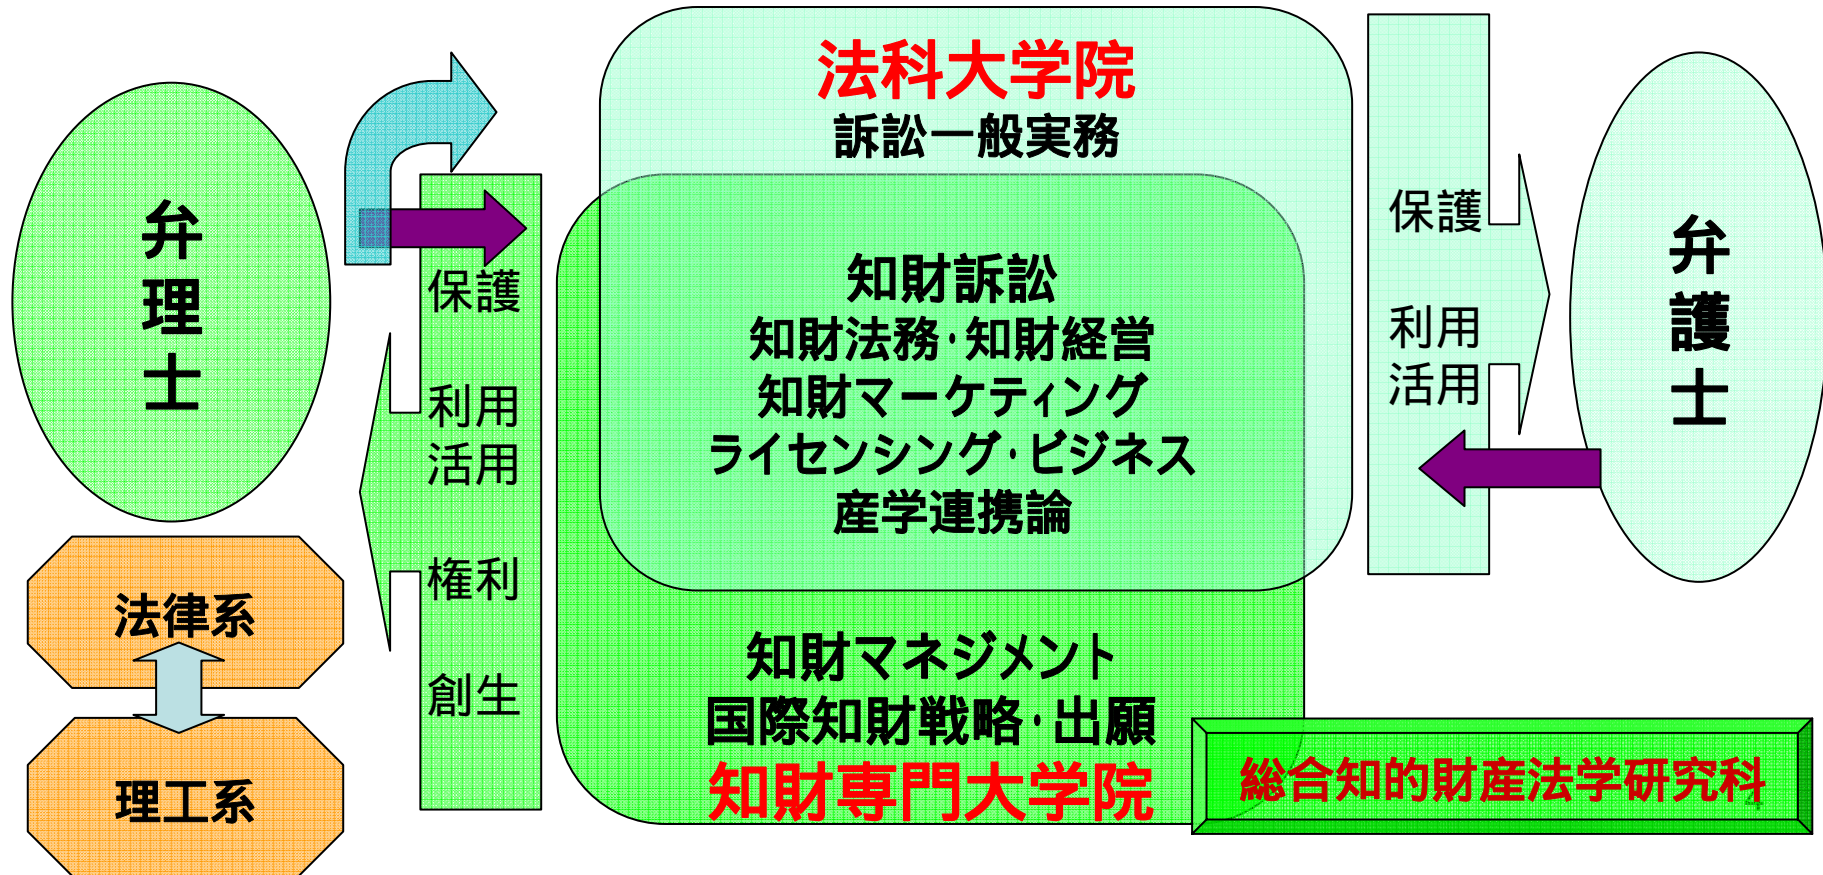 法科大学院
訴訟一般実務
知財訴訟
知財法務・知財経営
知財マーケティング
ライセンシング・ビジネス
産学連携論
知財マネジメント
国際知財戦略・出願
知財専門大学院
弁
理
士
保護
利用
活用
権利
創生
法律系
理工系
保護
利用
活用
弁
護
士
総合知的財産法学研究科